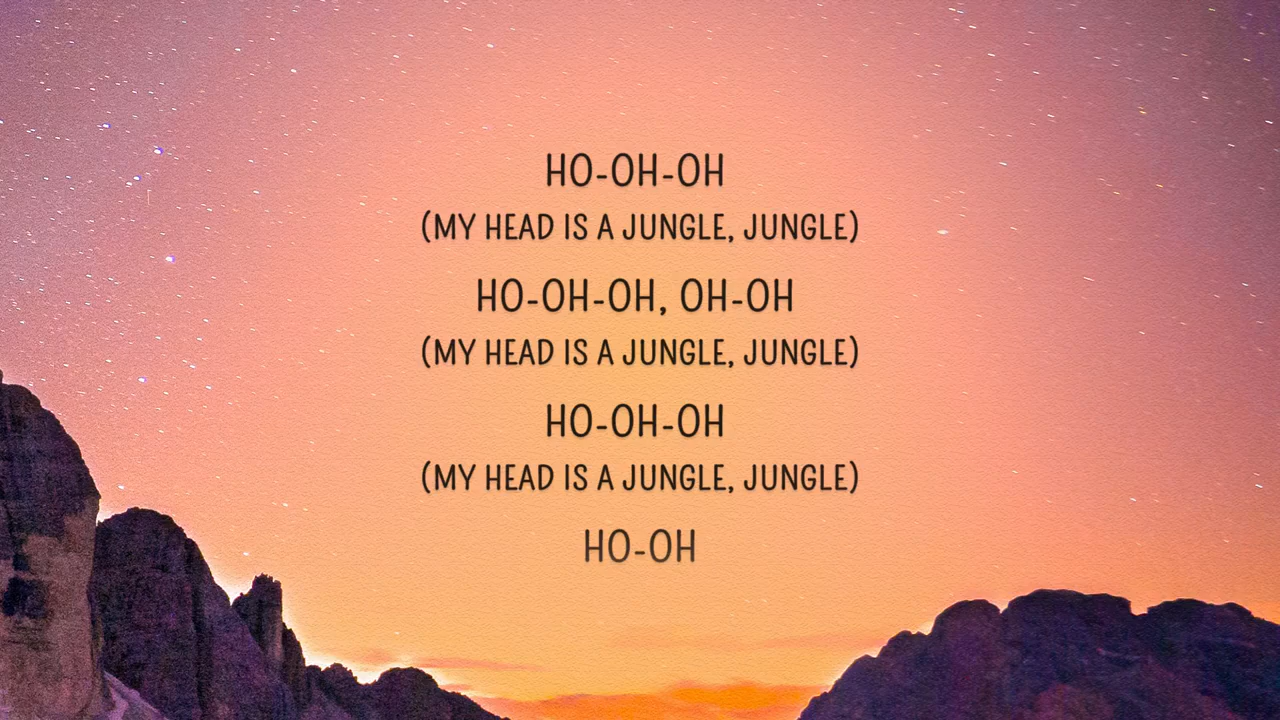 HO-OH-OH
(MY HEAD IS A JUNGLE, JUNGLE)
HO-OH-OH, OH-OH
(MY HEAD IS A JUNGLE, JUNGLE)
HO-OH-OH
(MY HEAD IS A JUNGLE, JUNGLE)
HO-OH